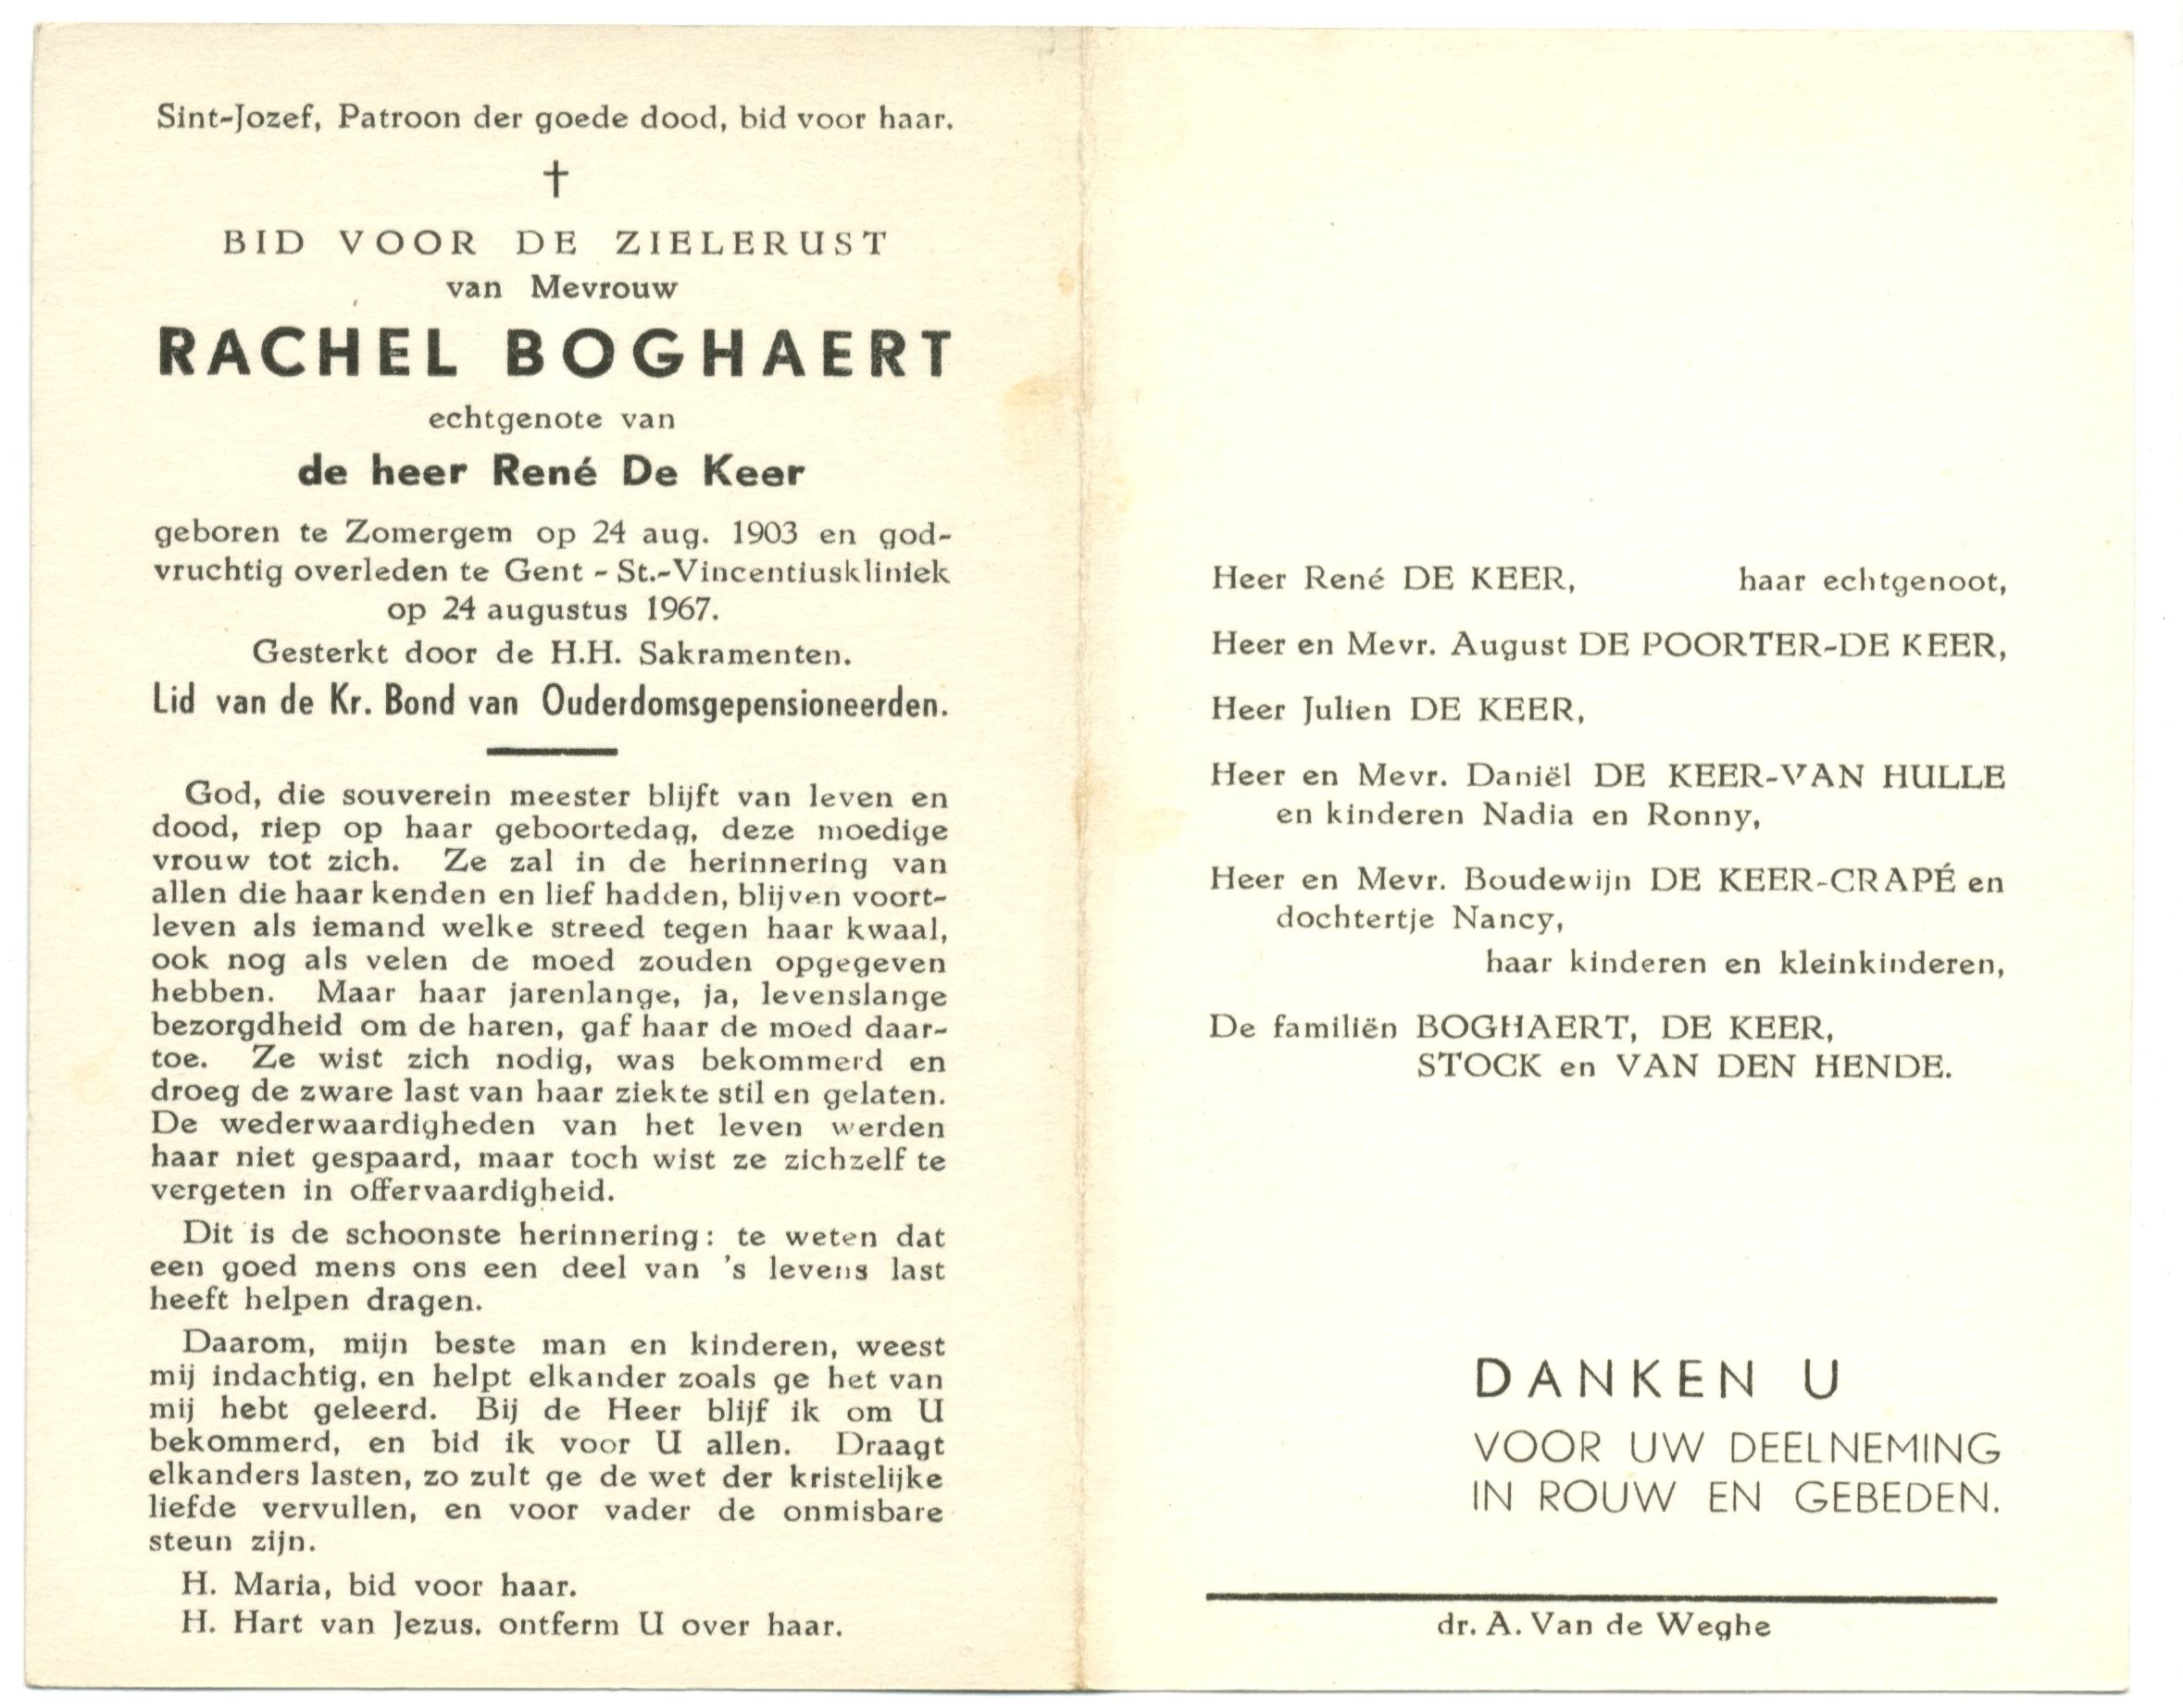 Sint-Jozef, Patroon der goede dood, bid voor haar.
†
BID VOOR DE ZIELERUST
van Mevrouw
RACHEL BOGHAERT
echtgenote van
de heer René De Keer
geboren te Zomergem op 24 aug. 1903 en god-
vruchtig overleden te Gent - St.-Vincentiuskliniek
op 24 augustus 1967.
Gesterkt door de H.H. Sakramenten.
Lid van de Kr. Bond van Ouderdomsgepensioneerden.
God, die souverein meester blijft van leven en
dood, riep op haar geboortedag, deze moedige
vrouw tot zich. Ze zal in de herinnering van
allen die haar kenden en lief hadden, blijven voort-
leven als iemand welke streed tegen haar kwaal,
ook nog als velen de moed zouden opgegeven
hebben. Maar haar jarenlange, ja, levenslange
bezorgdheid om de haren, gaf haar de moed daar-
toe. Ze wist zich nodig, was bekommerd en
droeg de zware last van haar ziekte stil en gelaten.
De wederwaardigheden van het leven werden
haar niet gespaard, maar toch wist ze zichzelf te
vergeten in offervaardigheid.
Dit is de schoonste herinnering: te weten dat
een goed mens ons een deel van 's levens last
heeft helpen dragen.
Daarom, mijn beste man en kinderen, weest
mij indachtig, en helpt elkander zoals ge het van
mij hebt geleerd. Bij de Heer blijf ik om U
bekommerd, en bid ik voor U allen. Draagt
elkanders lasten, zo zult ge de wet der kristelijke
liefde vervullen, en voor vader de onmisbare
steun zijn.
H. Maria, bid voor haar.
H. Hart van Jezus. ontferm U over haar.
Heer René DE KEER, haar echtgenoot,
Heer en Mevr. August DE POORTER-DE KEER,
Heer Julien DE KEER,
Heer en Mevr. Daniël DE KEER-VAN HULLE
en kinderen Nadia en Ronny,
Heer en Mevr. Boudewijn DE KEER-CRAPÉ en
dochtertje Nancy,
haar kinderen en kleinkinderen,
De familiën BOGHAERT, DE KEER,
STOCK en VAN DEN HENDE.
DANKEN U
VOOR UW DEELNEMING
IN ROUW EN GEBEDEN.
dr. A. Van de Weghe